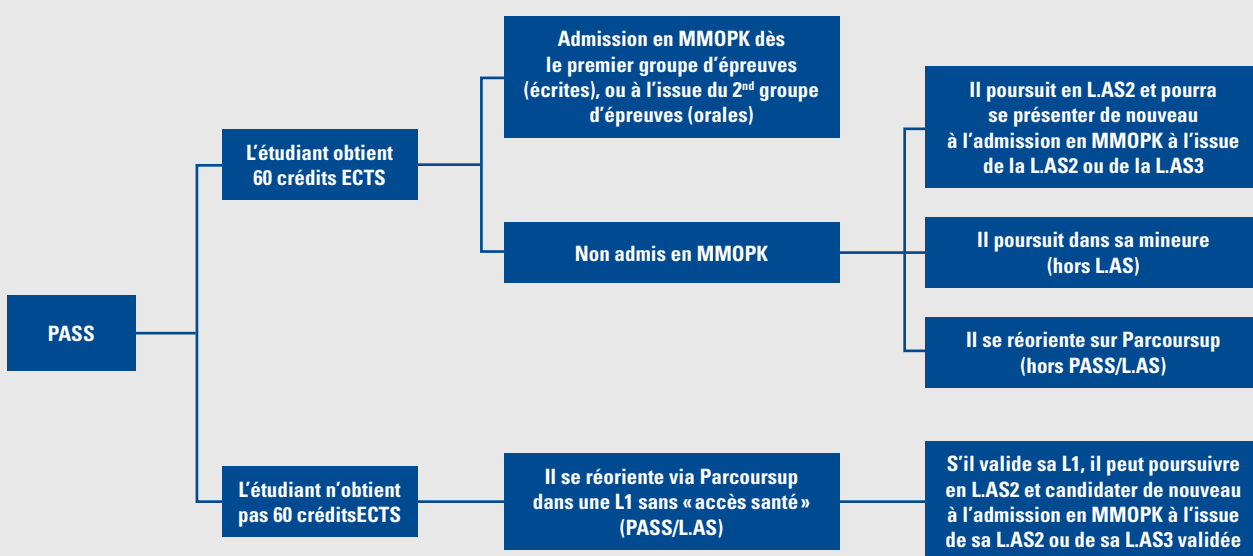 PASS
L'étudiant obtient
60 crédits ECTS
Admission en MMOPK dès
le premier groupe d'épreuves
(écrites), ou à l'issue du 2nd groupe
d'épreuves (orales)
Non admis en MMOPK
Il poursuit en L.AS2 et pourra
se présenter de nouveau
à l'admission en MMOPK à l'issue
de la L.AS2 ou de la L.AS3
Il poursuit dans sa mineure
(hors L.AS)
Il se réoriente sur Parcoursup
(hors PASS/L.AS)
L'étudiant n'obtient
pas 60 créditsECTS
Il se réoriente via Parcoursup
dans une L1 sans « accès santé »
(PASS/L.AS)
S'il valide sa L1, il peut poursuivre
en L.AS2 et candidater de nouveau
à l'admission en MMOPK à l'issue
de sa L.AS2 ou de sa L.AS3 validée